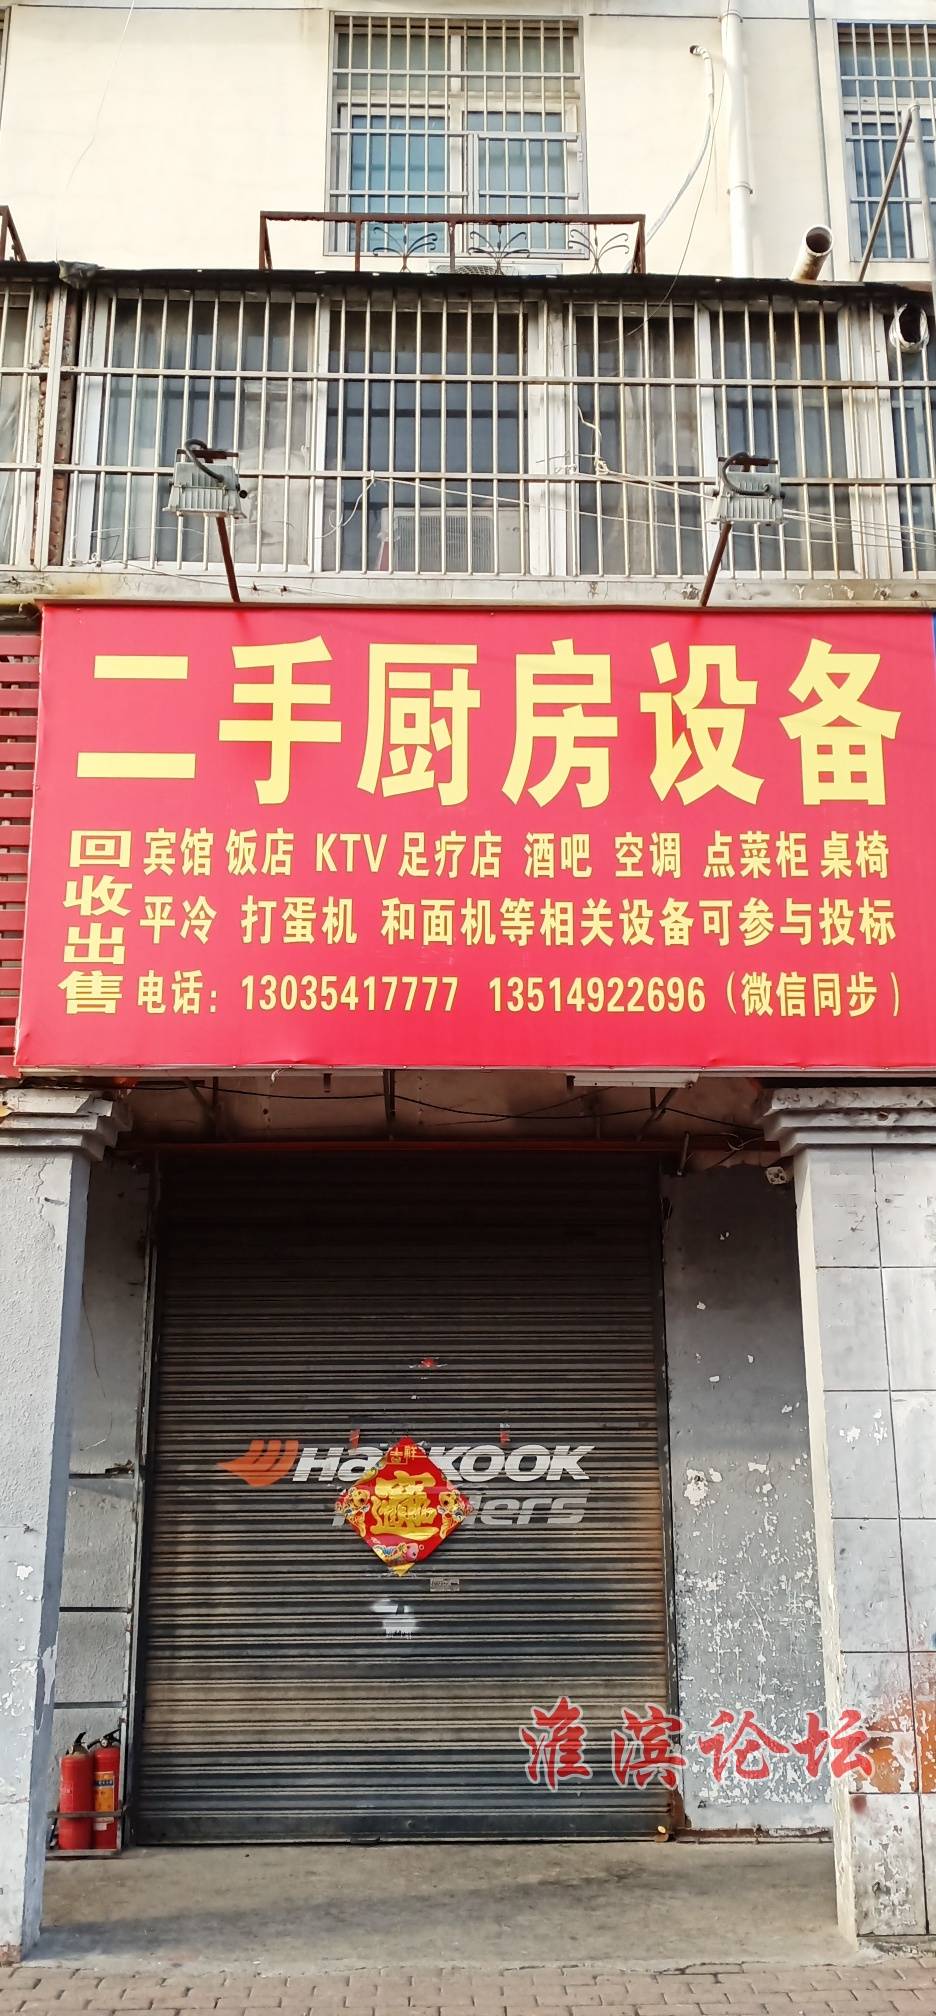 二手厨房设备
回收出售
宾馆 饭店 KTV 足疗店 酒吧 空调 点菜柜 桌椅
平冷 打蛋机 和面机等相关设备可参与投标
电话：13035417777 13514922696（微信同步）
吉祥
淮滨论坛